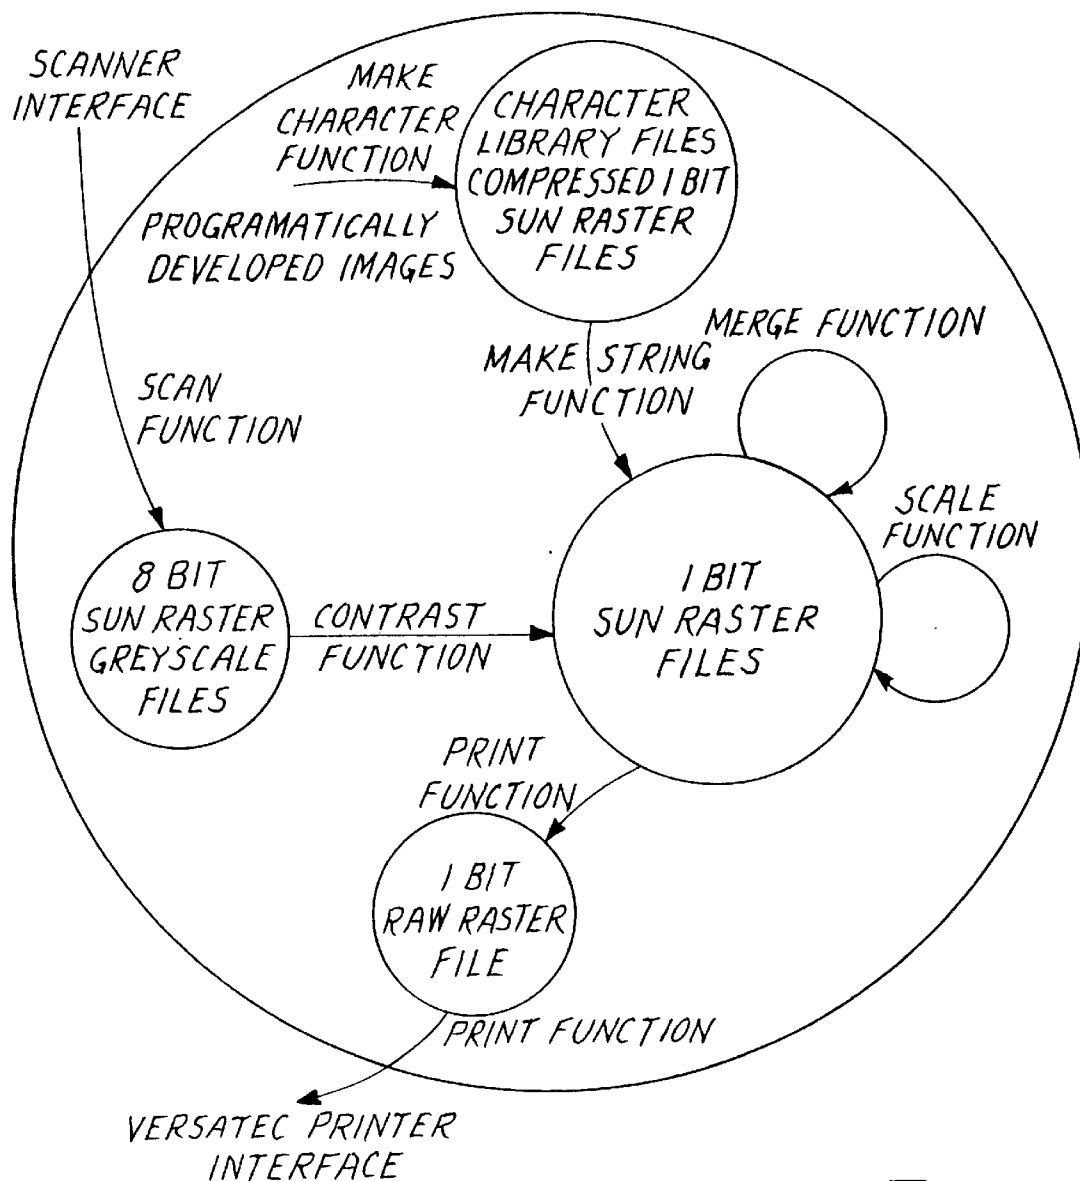 SCANNER
INTERFACE
MAKE
CHARACTER
FUNCTION
PROGRAMATICALLY
DEVELOPED IMAGES
CHARACTER
LIBRARY FILES
COMPRESSED 1 BIT
SUN RASTER
FILES
MERGE FUNCTION
MAKE STRING
FUNCTION
SCAN
FUNCTION
SCALE
FUNCTION
8 BIT
SUN RASTER
GREYSCALE
FILES
CONTRAST
FUNCTION
1 BIT
SUN RASTER
FILES
PRINT
FUNCTION
1 BIT
RAW RASTER
FILE
PRINT FUNCTION
VERSATEC PRINTER
INTERFACE